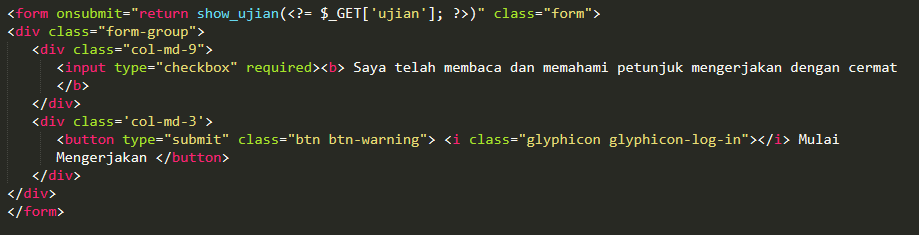 <form onsubmit="return show_ujian(<?= $_GET['ujian']; ?>)" class="form">
<div class="form-group">
<div class="col-md-9">
<input type="checkbox" required><b> Saya telah membaca dan memahami petunjuk mengerjakan dengan cermat
</b>
</div>
<div class='col-md-3'>
<button type="submit" class="btn btn-warning"> <i class="glyphicon glyphicon-log-in"></i> Mulai
Mengerjakan </button>
</div>
</div>
</form>